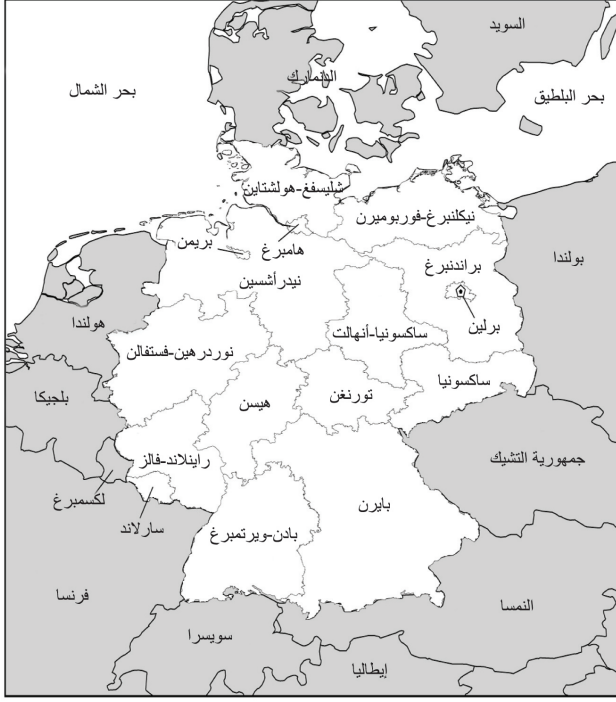 السويد
الدنمارك
بحر الشمال
بحر البلطيق
شليسفغ-هولشتاين
نيكلنبرغ-فوربوميرن
هامبرغ
بريمن
براندنبرغ
بولندا
نيدرأشسين
برلين
هولندا
ساكسونيا-أنهالت
نوردرهين-فستفالن
ساكسونيا
تورنغن
هيسن
بلجيكا
راينلاند-فالز
جمهورية التشيك
لكسمبرغ
بايرن
سارلاند
بادن-ويرتمبرغ
فرنسا
النمسا
سويسرا
إيطاليا